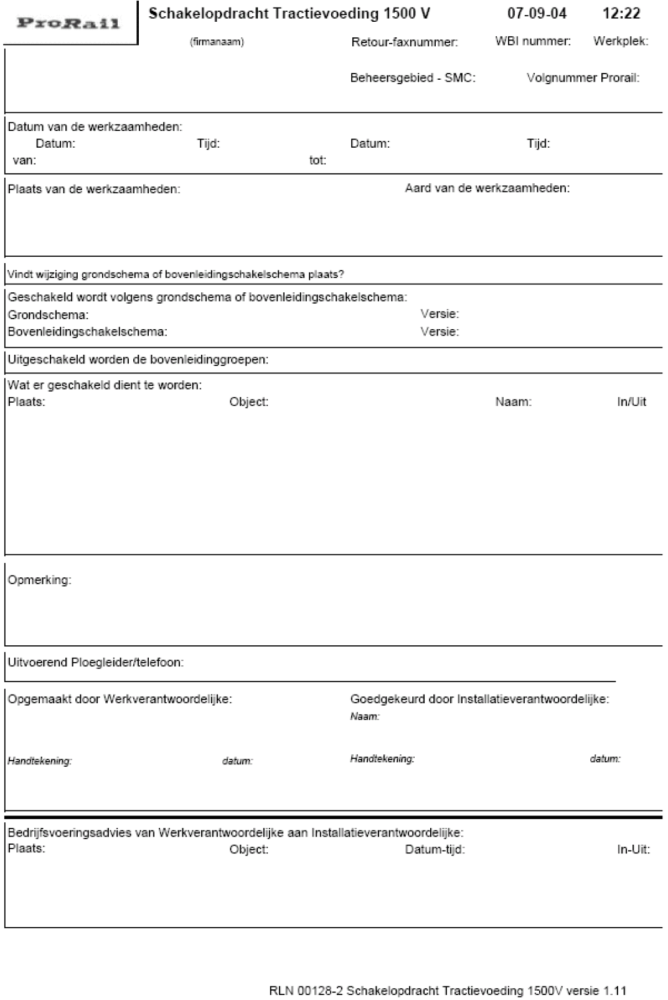 ProRail
Schakelopdracht Tractievoeding 1500 V 07-09-04 12:22
(firmanaam) Retour-faxnummer: WBI nummer: Werkplek:
Beheersgebied - SMC: Volgnummer Prorail:
Datum van de werkzaamheden:
Datum: Tijd: Datum: Tijd:
van: tot:
Plaats van de werkzaamheden: Aard van de werkzaamheden:
Vindt wijziging grondschema of bovenleidingschakelschema plaats?
Geschakeld wordt volgens grondschema of bovenleidingschakelschema:
Grondschema: Versie:
Bovenleidingschakelschema: Versie:
Uitgeschakeld worden de bovenleidinggroepen:
Wat er geschakeld dient te worden:
Plaats: Object: Naam: In/Uit
Opmerking:
Uitvoerend Ploegleider/telefoon:
Opgemaakt door Werkverantwoordelijke: Goedgekeurd door Installatieverantwoordelijke:
Naam:
Handtekening: datum: Handtekening: datum:
Bedrijfsvoeringsadvies van Werkverantwoordelijke aan Installatieverantwoordelijke:
Plaats: Object: Datum-tijd: In-Uit:
RLN 00128-2 Schakelopdracht Tractievoeding 1500V versie 1.11